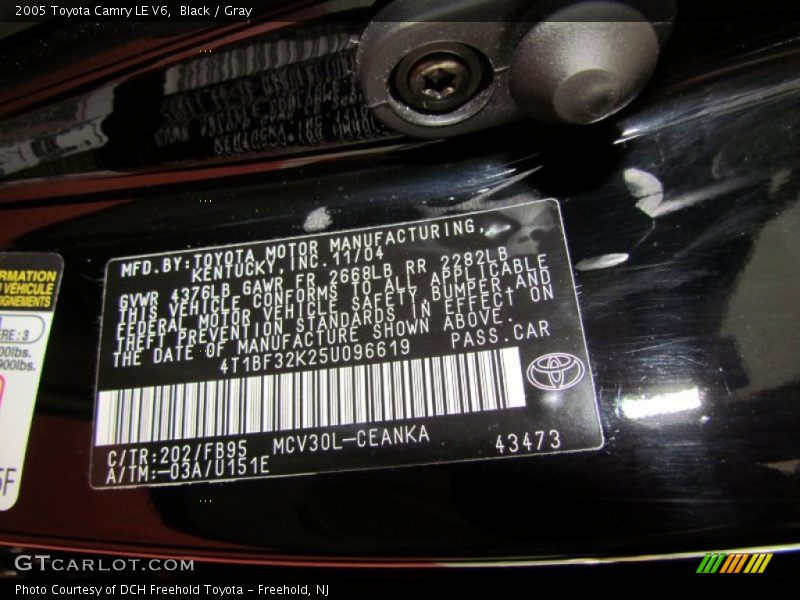 2005 Toyota Camry LE V6,  Black / Gray
MFD.BY:TOYOTA MOTOR MANUFACTURING,
KENTUCKY,INC.11/04
GVWR 4376LB GAWR FR 2668LB RR 2282LB
THIS VEHICLE CONFORMS TO ALL APPLICABLE
FEDERAL MOTOR VEHICLE SAFETY,BUMPER,AND
THEFT PREVENTION STANDARDS IN EFFECT ON
THE DATE OF MANUFACTURE SHOWN ABOVE.
4T1BF32K25U096619 PASS.CAR
C/TR:202/FB95 MCV30L-CEANKA
A/TM:-03A/U151E 43473
RMATION
GTCARLOT.COM
Photo Courtesy of DCH Freehold Toyota - Freehold, NJ